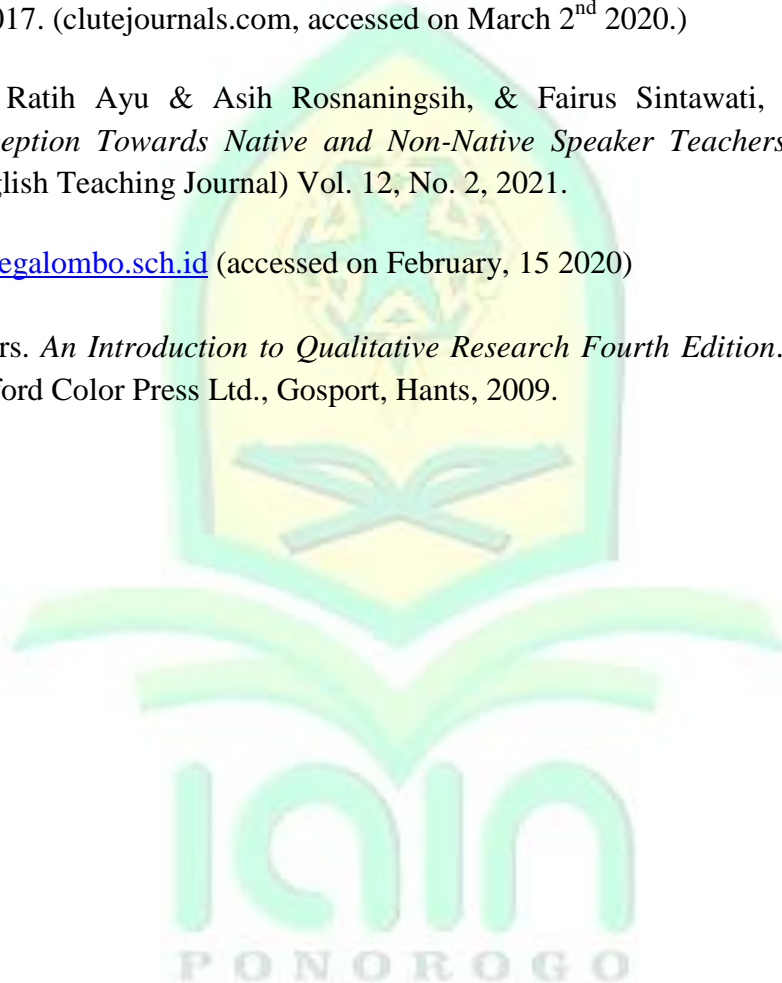 017. (clutejournals.com, accessed on March 2nd 2020.)
Ratih Ayu & Asih Rosnaningsih, & Fairus Sintawati,
eption Towards Native and Non-Native Speaker Teachers
glish Teaching Journal) Vol. 12, No. 2, 2021.
egalombo.sch.id (accessed on February, 15 2020)
rs. An Introduction to Qualitative Research Fourth Edition.
ford Color Press Ltd., Gosport, Hants, 2009.
iain
PONOROGO